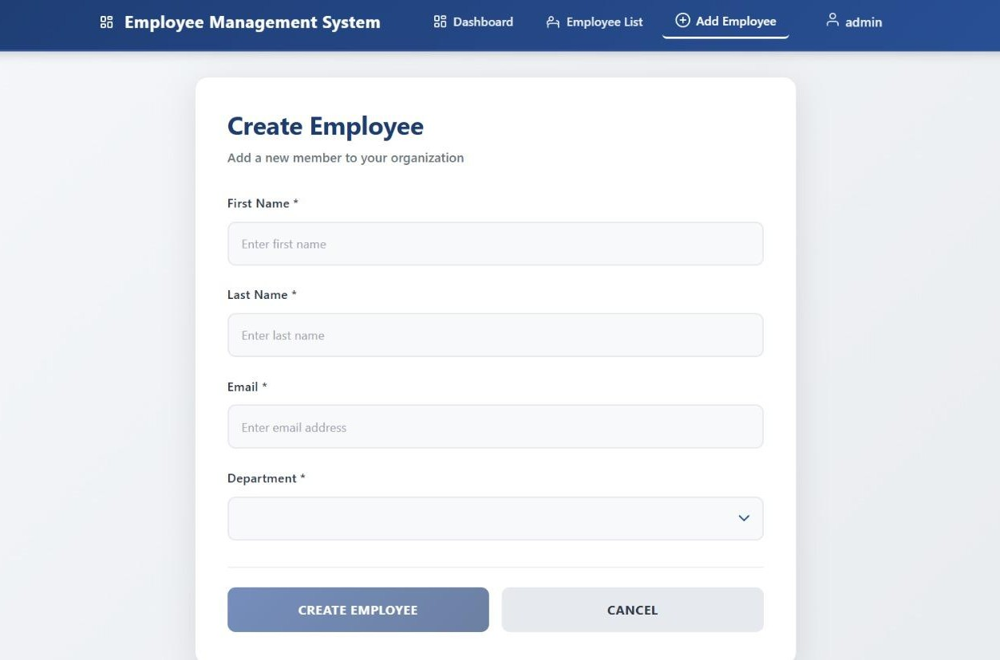 Employee Management System Dashboard Employee List Add Employee admin
Create Employee
Add a new member to your organization
First Name *
Enter first name
Last Name *
Enter last name
Email *
Enter email address
Department *
CREATE EMPLOYEE CANCEL